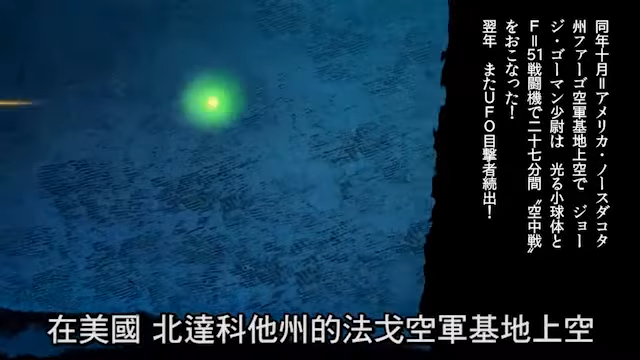 同年十月＝アメリカ・ノースダコタ
州ファーゴ空軍基地上空で　ジョー
ジ・ゴーマン少尉は　光る小球体と
Ｆ＝51戦闘機で二十七分間〝空中戦〟
をおこなった！
翌年　またＵＦＯ目撃者続出！
在美國 北達科他州的法戈空軍基地上空